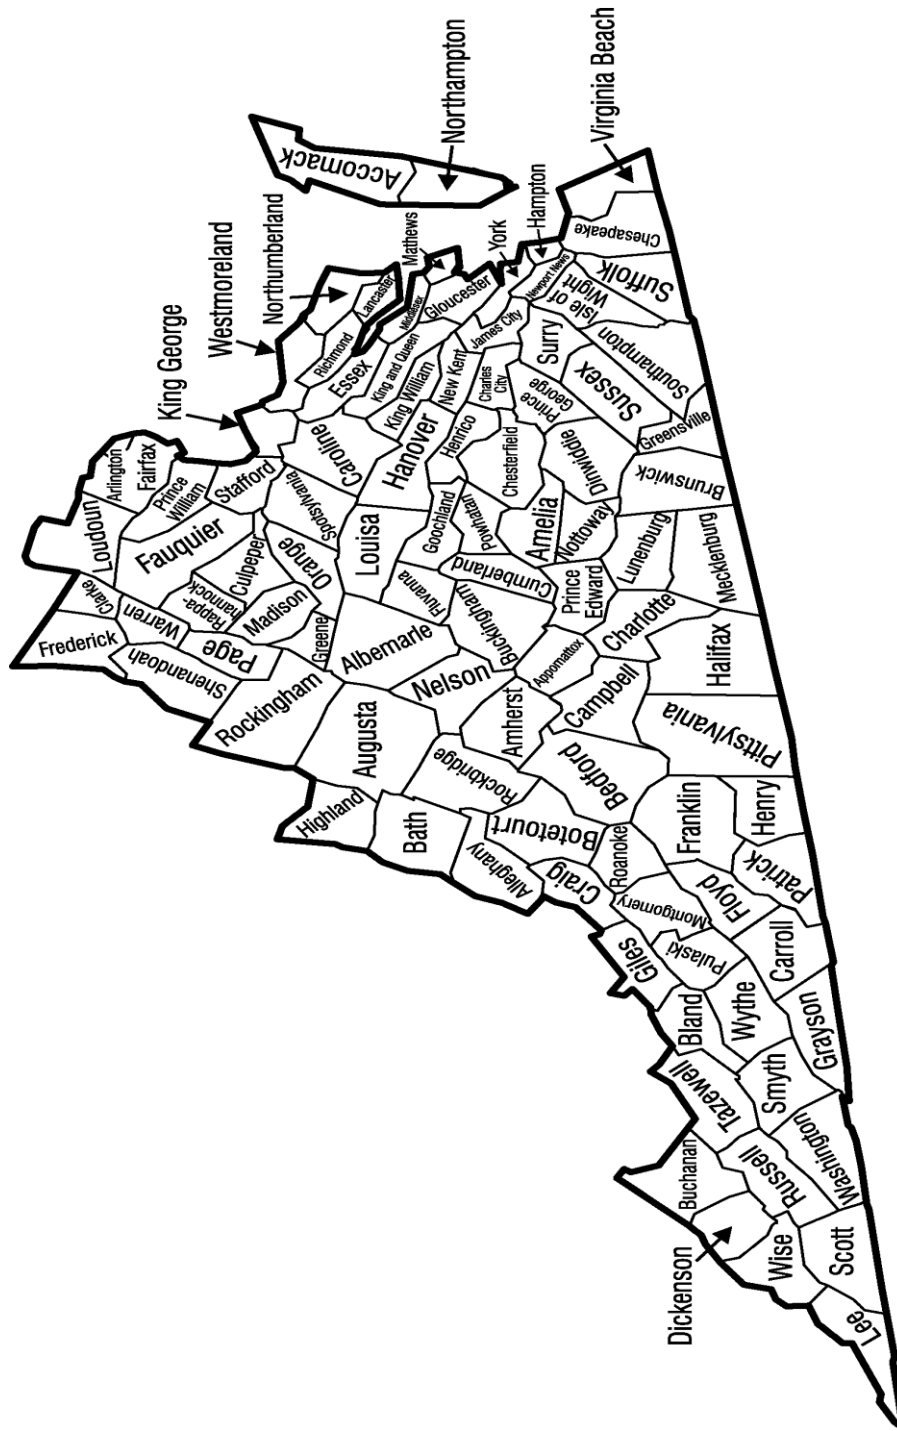 Frederick
Clarke
Loudoun
Arlington
Fairfax
Warren
Shenandoah
Page
Rappa-
hannock
Fauquier
Prince
William
Culpeper
Stafford
Madison
Rockingham
Greene
Orange
Spotsylvania
King George
Westmoreland
Northumberland
Highland
Augusta
Albemarle
Louisa
Caroline
Essex
Richmond
Lancaster
Middlesex
Mathews
Accomack
Northampton
Bath
Rockbridge
Nelson
Fluvanna
Goochland
Hanover
King William
King and Queen
Gloucester
Alleghany
Botetourt
Amherst
Buckingham
Cumberland
Powhatan
Henrico
New Kent
Charles
City
James City
York
Hampton
Newport News
Craig
Bedford
Appomattox
Campbell
Prince
Edward
Amelia
Nottoway
Chesterfield
Prince
George
Dinwiddie
Surry
Sussex
Isle of
Wight
Southampton
Suffolk
Chesapeake
Virginia Beach
Giles
Roanoke
Montgomery
Pulaski
Floyd
Franklin
Pittsylvania
Halifax
Charlotte
Lunenburg
Mecklenburg
Brunswick
Greensville
Dickenson
Buchanan
Tazewell
Bland
Wythe
Carroll
Patrick
Henry
Wise
Russell
Smyth
Grayson
Lee
Scott
Washington